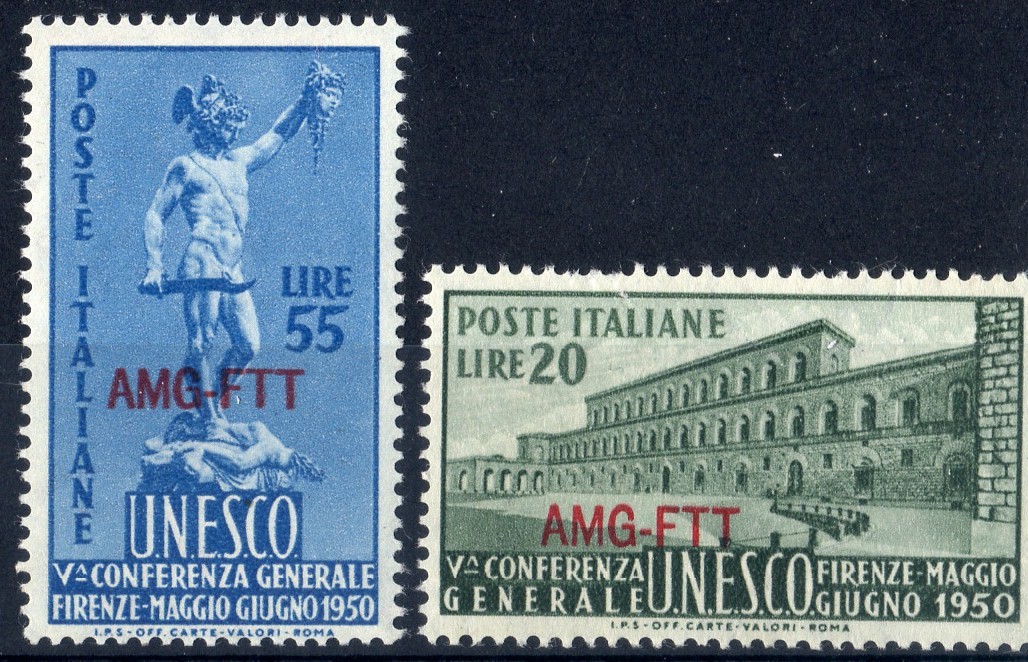 POSTE ITALIANE
LIRE
55
AMG-FTT
U.N.E.S.C.O.
Vᴬ CONFERENZA GENERALE
FIRENZE-MAGGIO GIUGNO 1950
I.P.S-OFF.CARTE-VALORI-ROMA
POSTE ITALIANE
LIRE 20
AMG-FTT
Vᴬ CONFERENZA
GENERALE
U.N.E.S.C.O.
FIRENZE-MAGGIO
GIUGNO 1950
I.P.S-OFF.CARTE-VALORI-ROMA